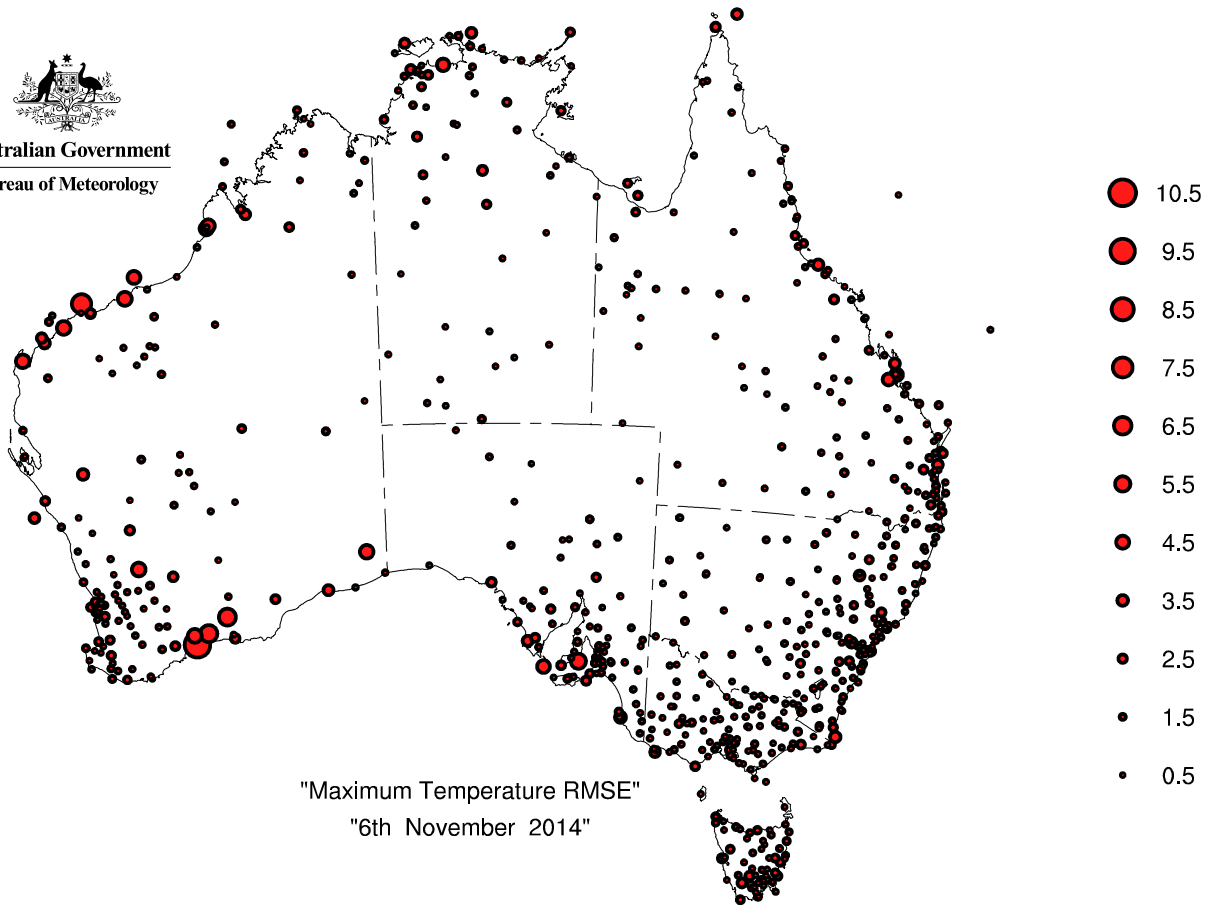 AUSTRALIA
tralian Government
reau of Meteorology
10.5
9.5
8.5
7.5
6.5
5.5
4.5
3.5
2.5
1.5
0.5
"Maximum Temperature RMSE"
"6th November 2014"